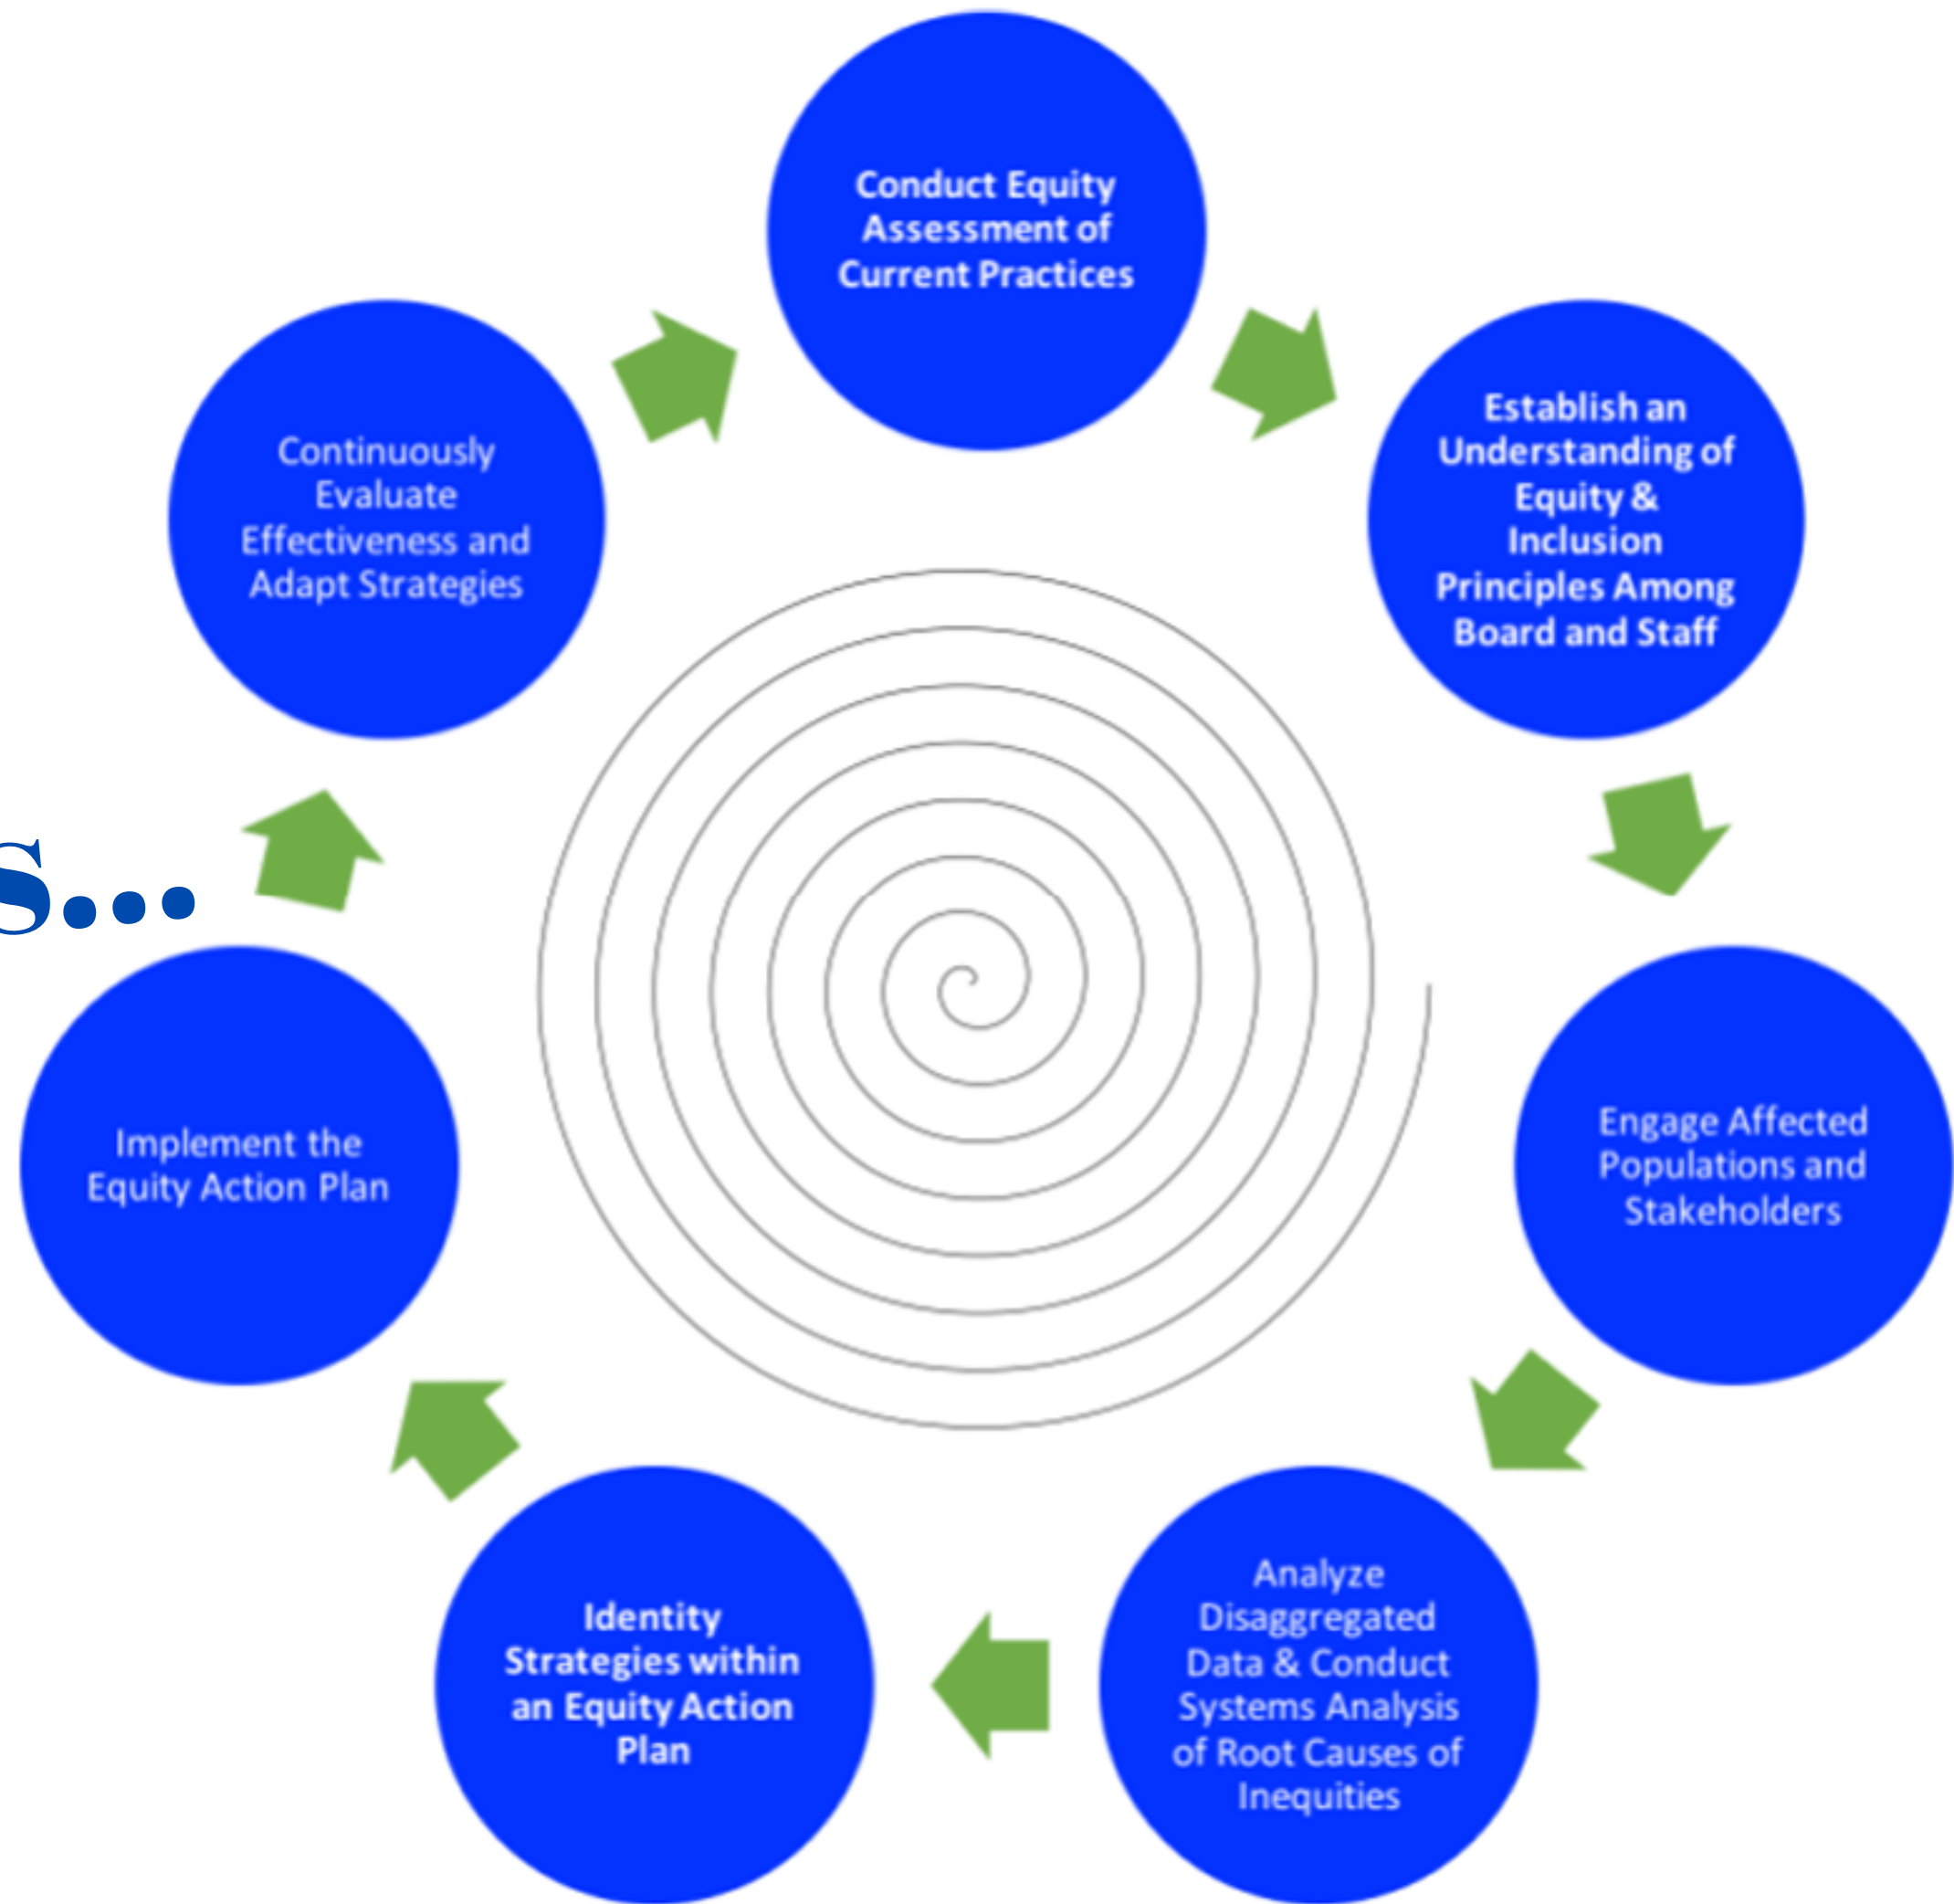 Conduct Equity
Assessment of
Current Practices
Establish an
Understanding of
Equity &
Inclusion
Principles Among
Board and Staff
Engage Affected
Populations and
Stakeholders
Analyze
Disaggregated
Data & Conduct
Systems Analysis
of Root Causes of
Inequities
Identity
Strategies within
an Equity Action
Plan
Implement the
Equity Action Plan
Continuously
Evaluate
Effectiveness and
Adapt Strategies
s....